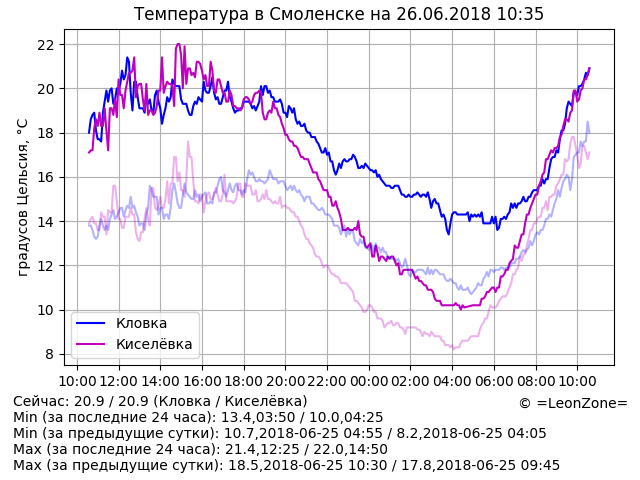 Температура в Смоленске на 26.06.2018 10:35
градусов Цельсия, °C
22
20
18
16
14
12
10
8
Кловка
Киселёвка
10:00 12:00 14:00 16:00 18:00 20:00 22:00 00:00 02:00 04:00 06:00 08:00 10:00
Сейчас: 20.9 / 20.9 (Кловка / Киселёвка)
© =LeonZone=
Min (за последние 24 часа): 13.4,03:50 / 10.0,04:25
Min (за предыдущие сутки): 10.7,2018-06-25 04:55 / 8.2,2018-06-25 04:05
Max (за последние 24 часа): 21.4,12:25 / 22.0,14:50
Max (за предыдущие сутки): 18.5,2018-06-25 10:30 / 17.8,2018-06-25 09:45